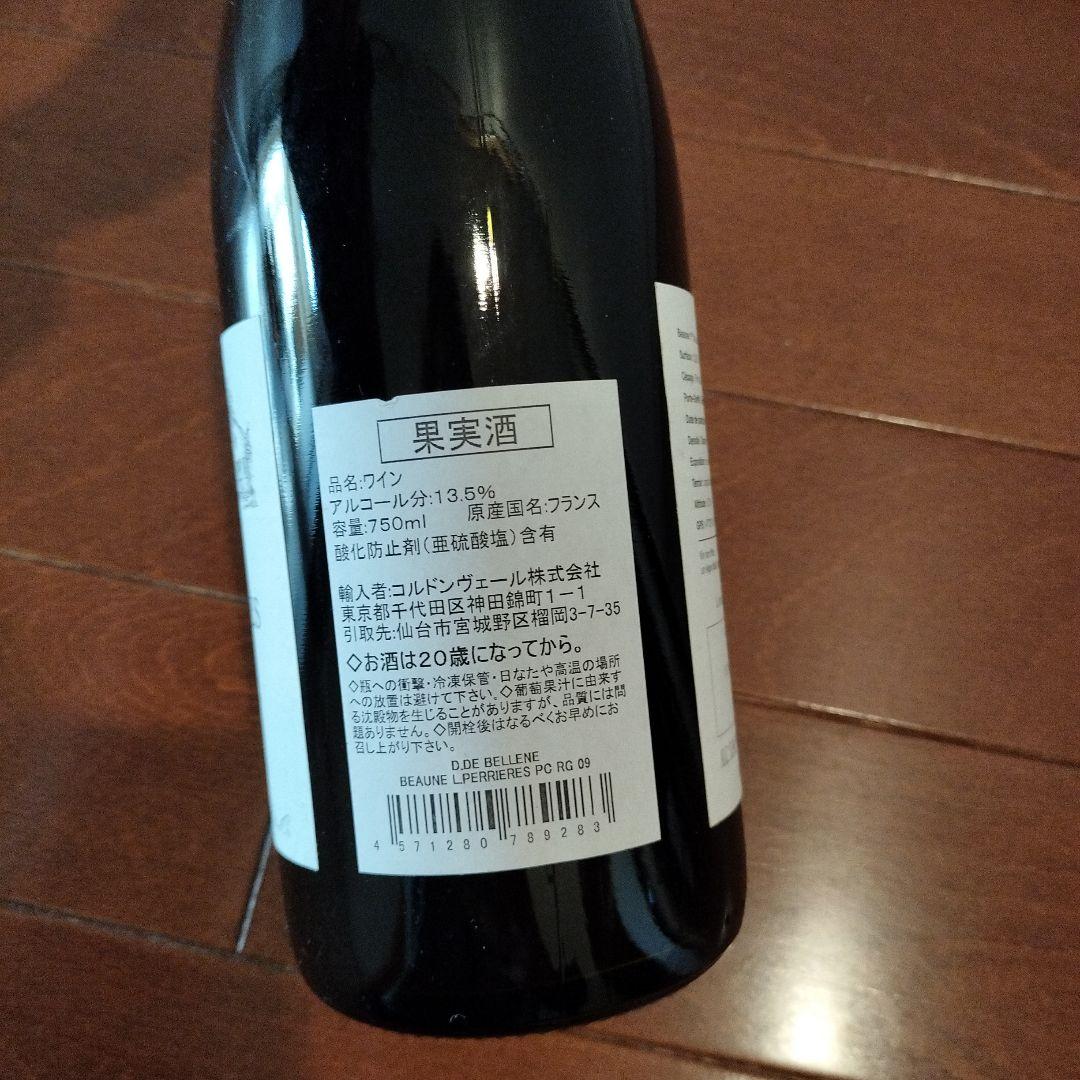 果実酒
品名:ワイン
アルコール分:13.5%
容量:750ml 原産国名:フランス
酸化防止剤(亜硫酸塩)含有
輸入者:コルドンヴェール株式会社
東京都千代田区神田錦町1-1
引取先:仙台市宮城野区榴岡3-7-35
◇お酒は20歳になってから。
◇瓶への衝撃・冷凍保管・日なたや高温の場所
への放置は避けて下さい。◇葡萄果汁に由来す
る沈殿物を生じることがありますが、品質には問
題ありません。◇開栓後はなるべくお早めにお
召し上がり下さい。
D.DE BELLENE
BEAUNE L.PERRIERES PC RG 09
4 571280 789283
Beaune